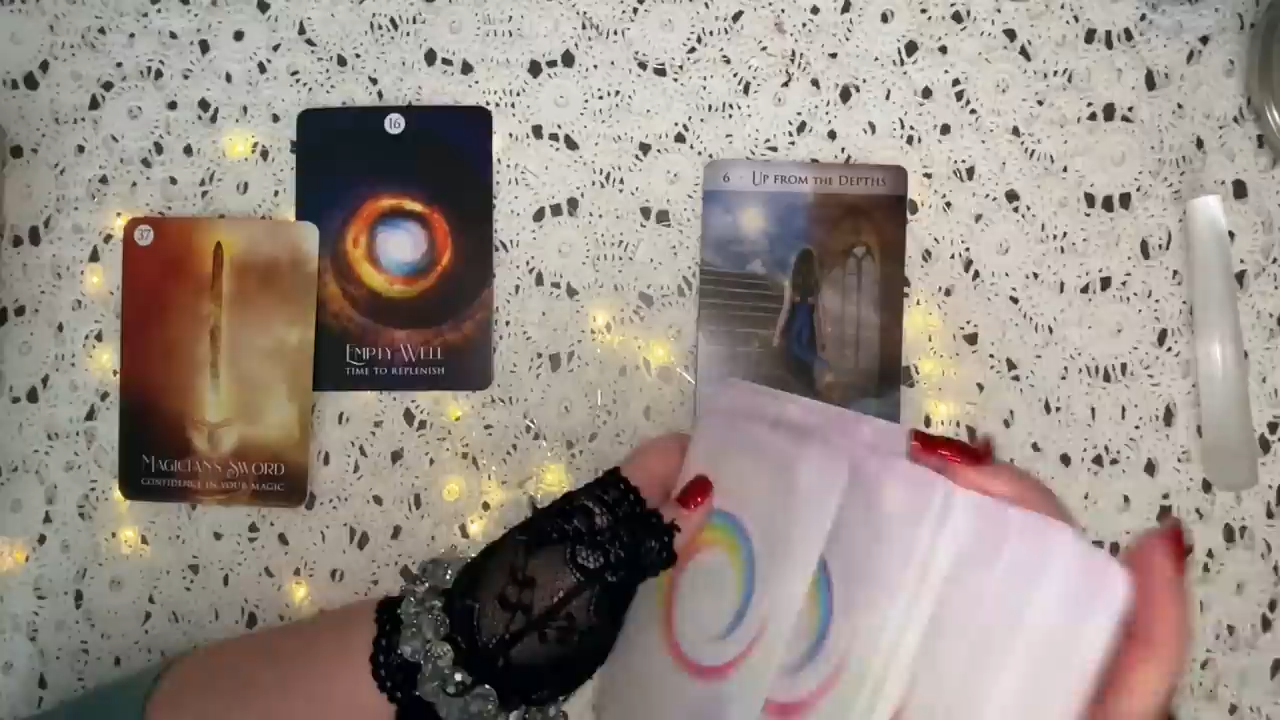 37
MAGICIAN'S SWORD
CONFIDENCE IN YOUR MAGIC
16
EMPTY WELL
TIME TO REPLENISH
6 · UP FROM THE DEPTHS